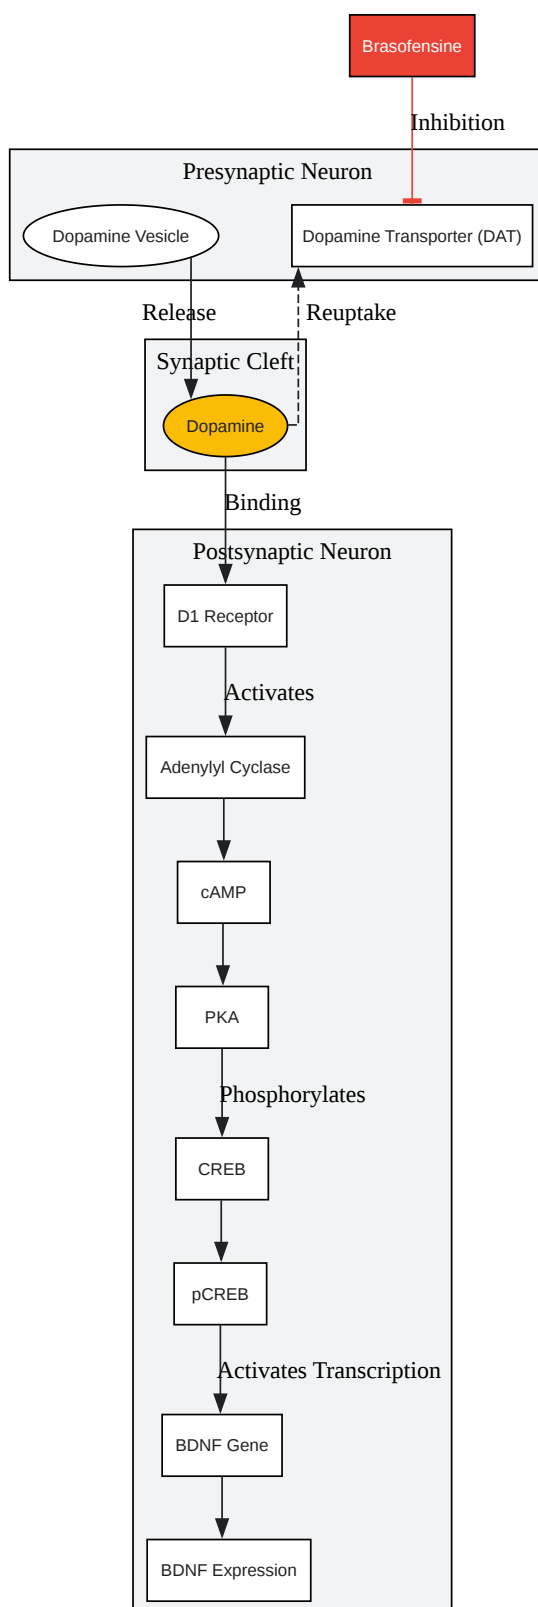 Brasofensine
Inhibition
Presynaptic Neuron
Dopamine Vesicle
Dopamine Transporter (DAT)
Release
Reuptake
Synaptic Cleft
Dopamine
Binding
Postsynaptic Neuron
D1 Receptor
Activates
Adenylyl Cyclase
cAMP
PKA
Phosphorylates
CREB
pCREB
Activates Transcription
BDNF Gene
BDNF Expression